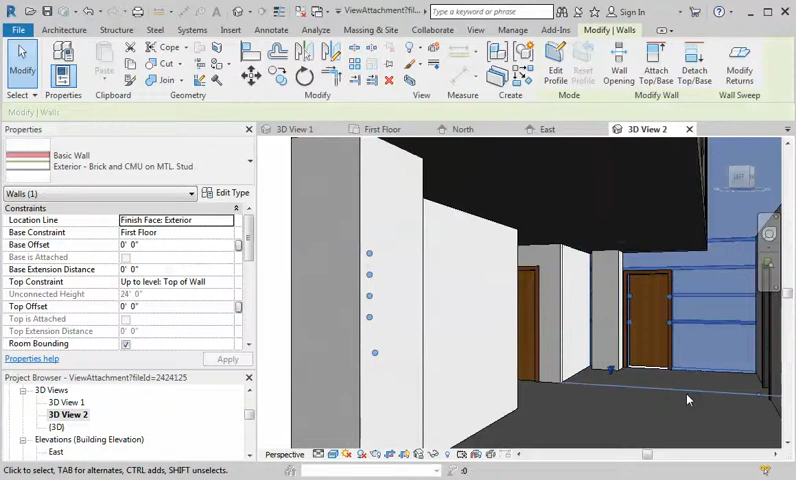 ViewAttachment?fil...
Type a keyword or phrase
Sign In
File
Architecture
Structure
Steel
Systems
Insert
Annotate
Analyze
Massing & Site
Collaborate
View
Manage
Add-Ins
Modify | Walls
Modify
Properties
Paste
Cope
Cut
Join
Edit Profile
Reset Profile
Wall Opening
Attach Top/Base
Detach Top/Base
Modify Returns
Select
Properties
Clipboard
Geometry
Modify
View
Measure
Create
Mode
Modify Wall
Wall Sweep
Modify | Walls
Properties
3D View 1
First Floor
North
East
3D View 2
Basic Wall
Exterior - Brick and CMU on MTL. Stud
Walls (1)
Edit Type
Constraints
Location Line Finish Face: Exterior
Base Constraint First Floor
Base Offset 0' 0"
Base is Attached
Base Extension Distance 0' 0"
Top Constraint Up to level: Top of Wall
Unconnected Height 24' 0"
Top Offset 0' 0"
Top is Attached
Top Extension Distance 0' 0"
Room Bounding
Properties help
Apply
Project Browser - ViewAttachment?fileId=2424125
3D Views
3D View 1
3D View 2
{3D}
Elevations (Building Elevation)
East
LEFT
Perspective
Click to select, TAB for alternates, CTRL adds, SHIFT unselects.
:0